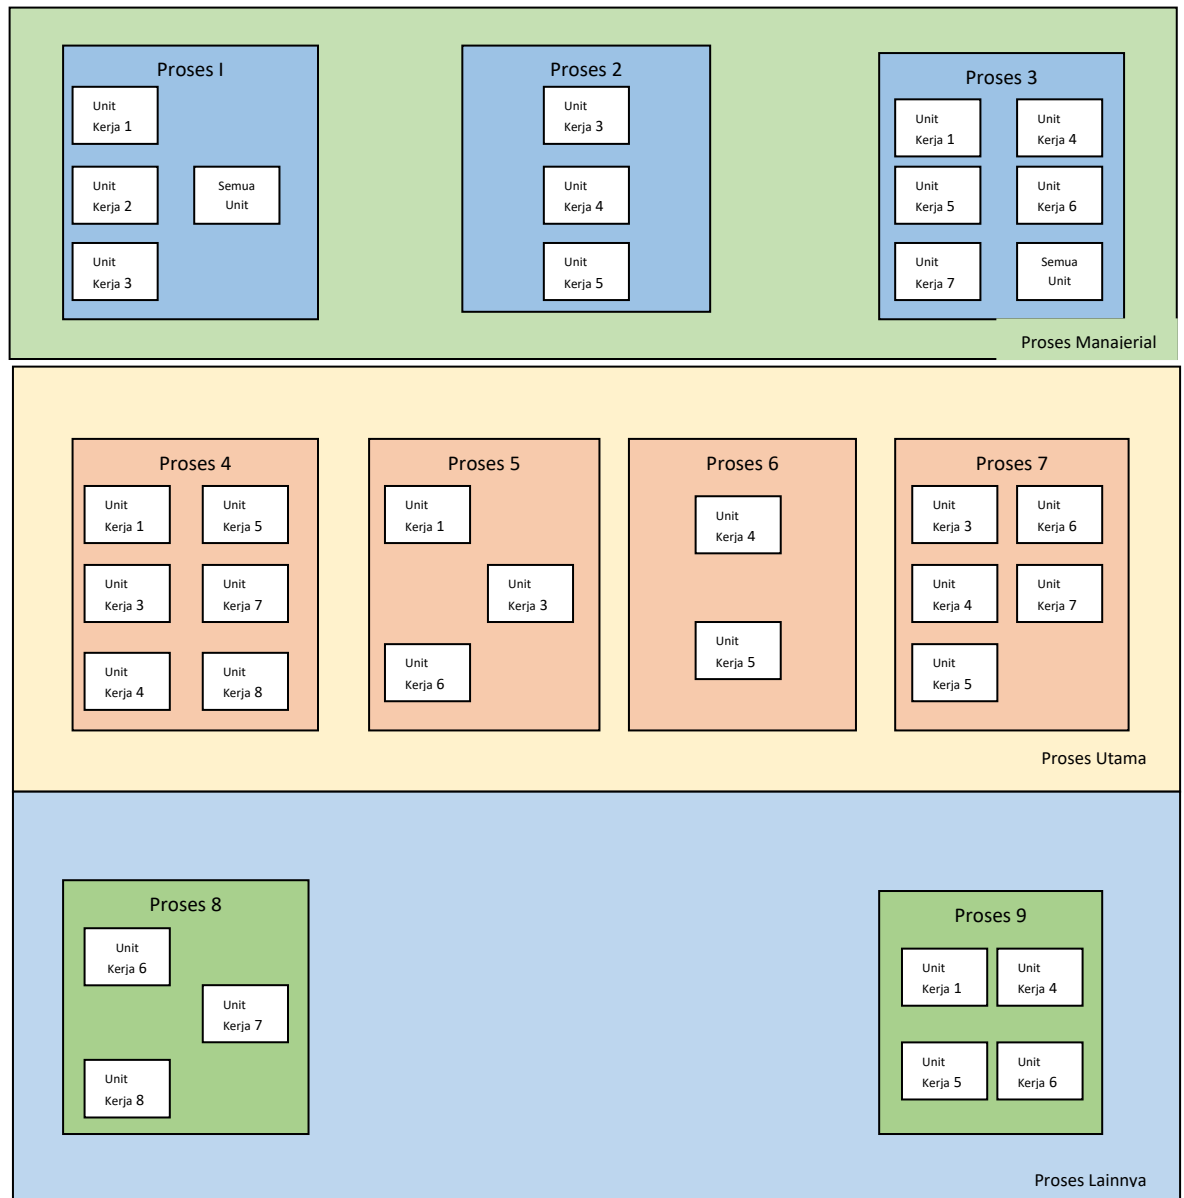 Proses I
Unit
Kerja 1
Unit
Kerja 2
Semua
Unit
Unit
Kerja 3
Proses 2
Unit
Kerja 3
Unit
Kerja 4
Unit
Kerja 5
Proses 3
Unit
Kerja 1
Unit
Kerja 4
Unit
Kerja 5
Unit
Kerja 6
Unit
Kerja 7
Semua
Unit
Proses Manajerial
Proses 4
Unit
Kerja 1
Unit
Kerja 5
Unit
Kerja 3
Unit
Kerja 7
Unit
Kerja 4
Unit
Kerja 8
Proses 5
Unit
Kerja 1
Unit
Kerja 3
Unit
Kerja 6
Proses 6
Unit
Kerja 4
Unit
Kerja 5
Proses 7
Unit
Kerja 3
Unit
Kerja 6
Unit
Kerja 4
Unit
Kerja 7
Unit
Kerja 5
Proses Utama
Proses 8
Unit
Kerja 6
Unit
Kerja 7
Unit
Kerja 8
Proses 9
Unit
Kerja 1
Unit
Kerja 4
Unit
Kerja 5
Unit
Kerja 6
Proses Lainnya